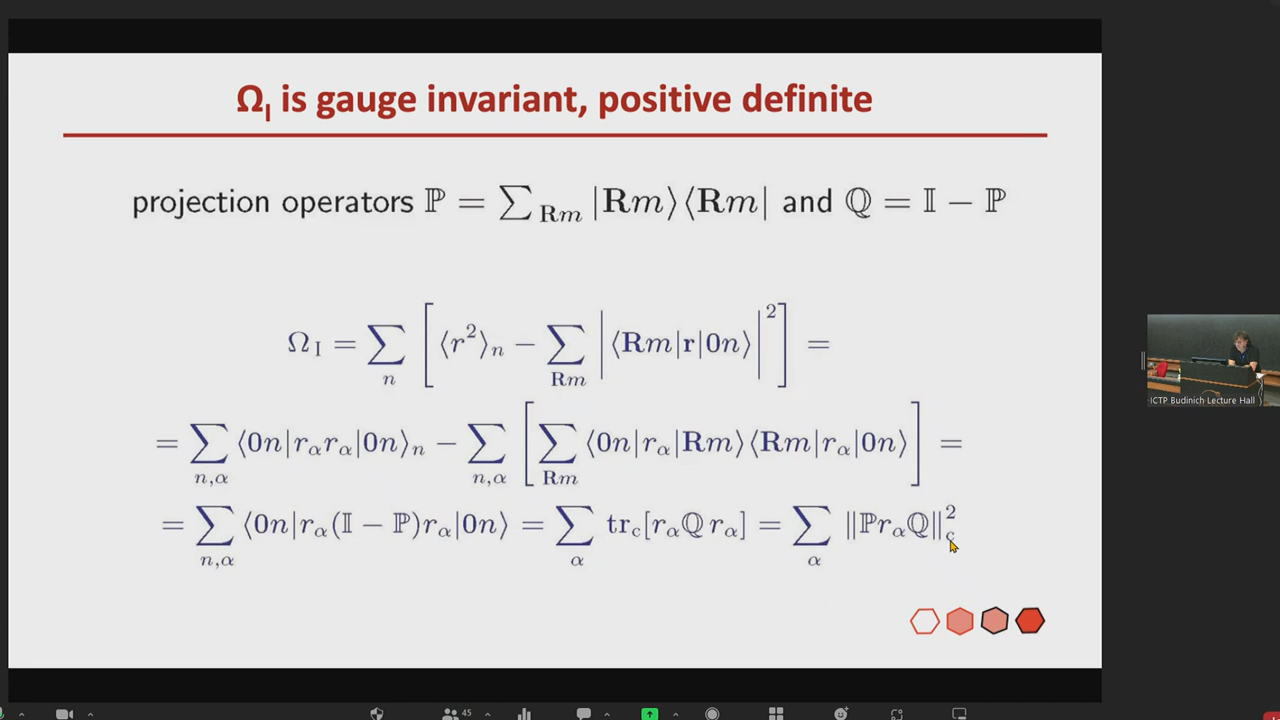 Ω_I is gauge invariant, positive definite
projection operators ℙ = ∑_{Rm} |Rm⟩⟨Rm| and ℚ = 𝕀 − ℙ
Ω_I = ∑_n [⟨r²⟩_n − ∑_{Rm} |⟨Rm|r|0n⟩|²] =
= ∑_{n,α} ⟨0n|r_α r_α|0n⟩_n − ∑_{n,α} [∑_{Rm} ⟨0n|r_α|Rm⟩⟨Rm|r_α|0n⟩] =
= ∑_{n,α} ⟨0n|r_α(𝕀 − ℙ)r_α|0n⟩ = ∑_α tr_c[r_α ℚ r_α] = ∑_α ‖ℙr_αℚ‖²_c
ICTP Budinich Lecture Hall
45